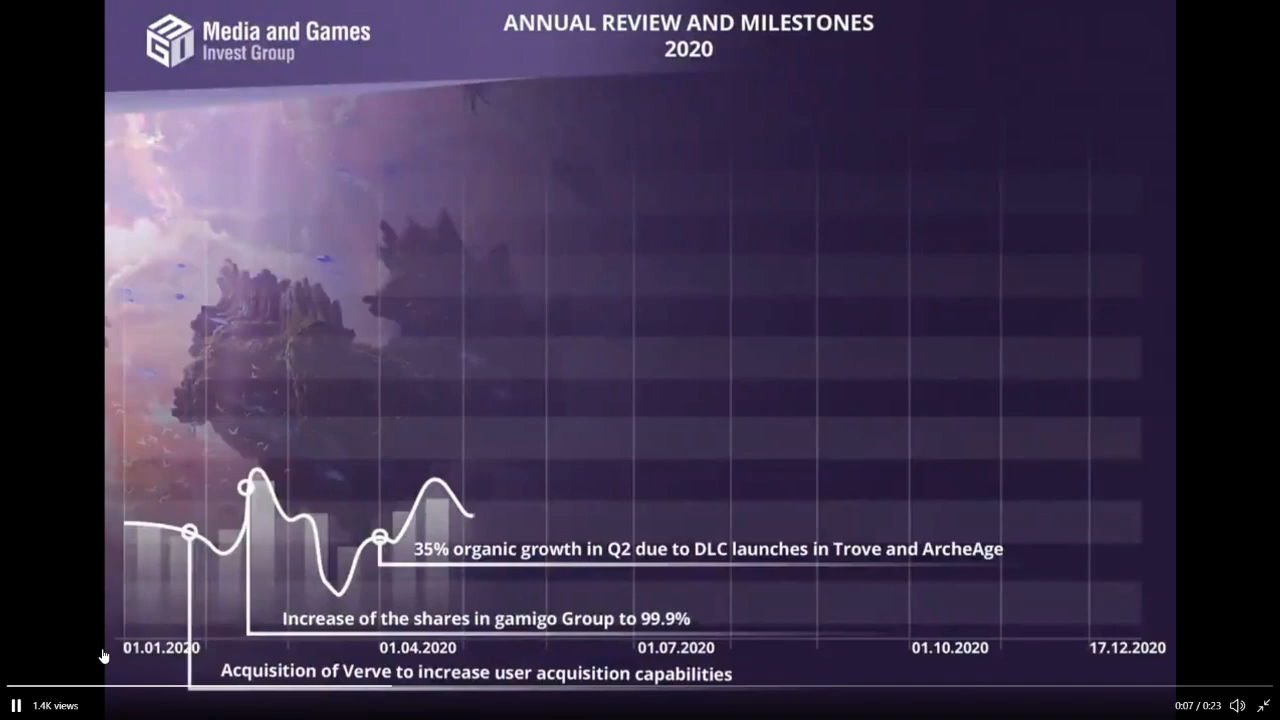 MGI
Media and Games
Invest Group
ANNUAL REVIEW AND MILESTONES
2020
35% organic growth in Q2 due to DLC launches in Trove and ArcheAge
Increase of the shares in gamigo Group to 99.9%
01.01.2020 01.04.2020 01.07.2020 01.10.2020 17.12.2020
Acquisition of Verve to increase user acquisition capabilities
1.4K views 0:07 / 0:23